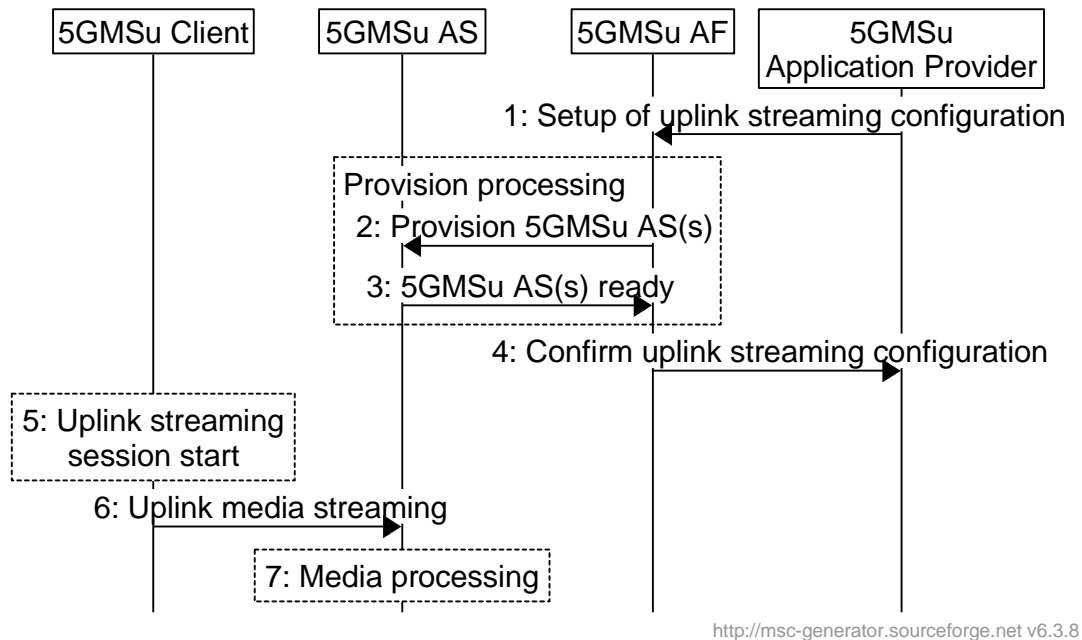 5GMSu Client
5GMSu AS
5GMSu AF
5GMSu
Application Provider
1: Setup of uplink streaming configuration
Provision processing
2: Provision 5GMSu AS(s)
3: 5GMSu AS(s) ready
4: Confirm uplink streaming configuration
5: Uplink streaming
session start
6: Uplink media streaming
7: Media processing
http://msc-generator.sourceforge.net v6.3.8